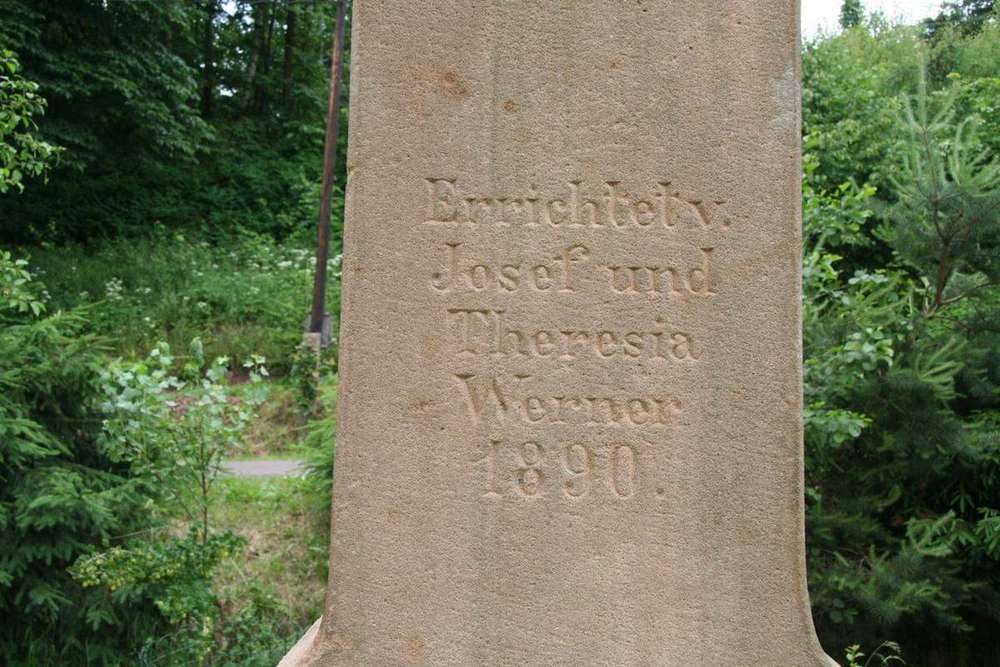 Errichtet v.
Josef und
Theresia
Werner
1890.